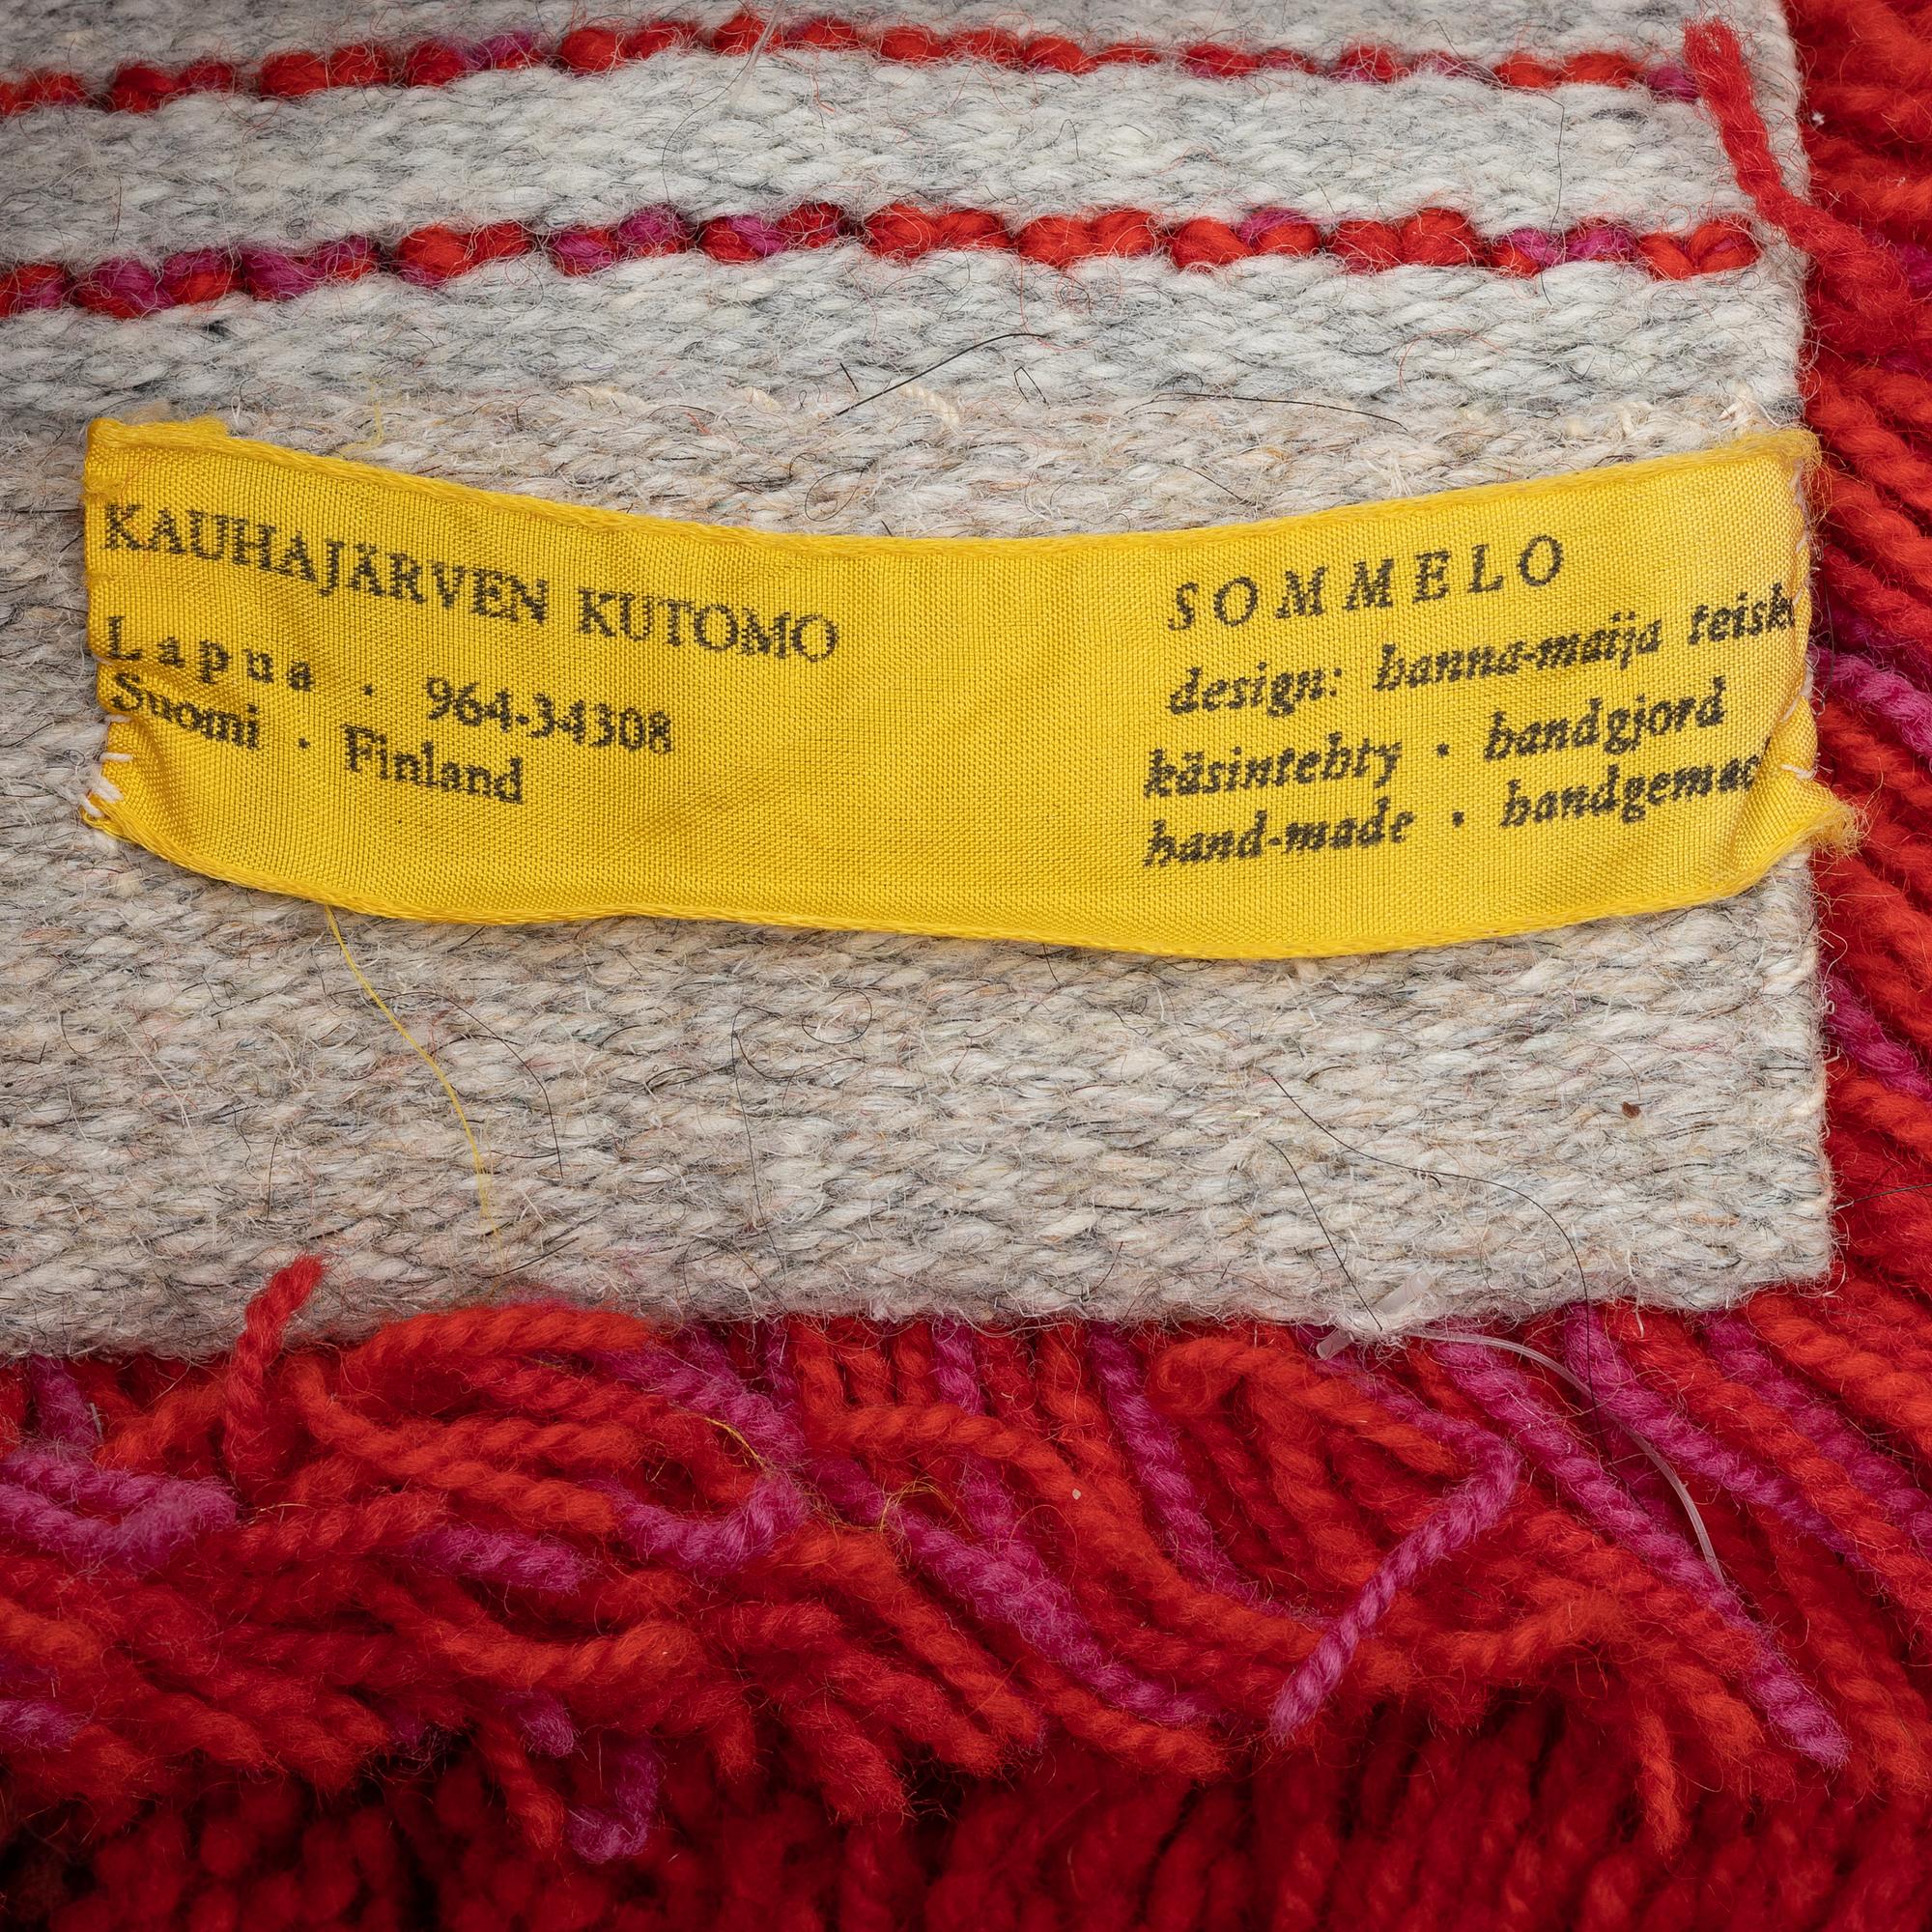 KAUHAJÄRVEN KUTOMO
Lapua · 964-34308
Suomi · Finland
SOMMELO
design: hanna-maija teisk
käsintehty · handgjord
hand-made · handgemac